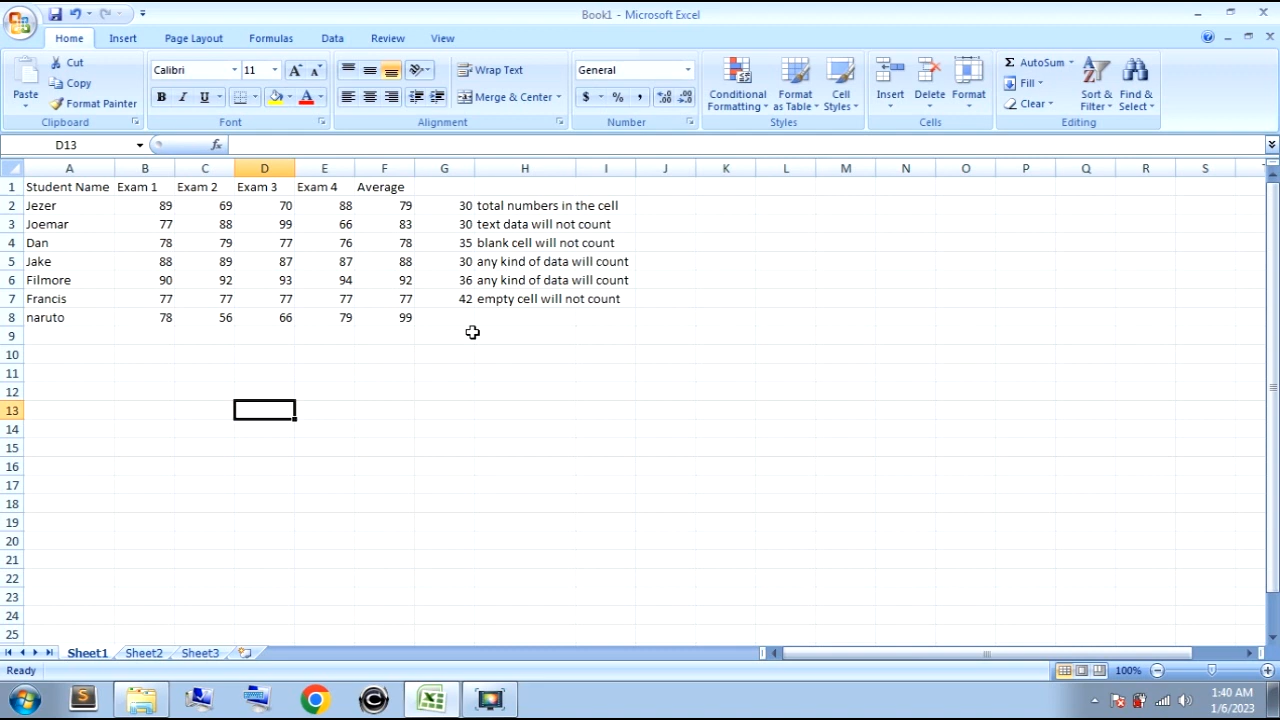 Book1 - Microsoft Excel
Home Insert Page Layout Formulas Data Review View
Paste Cut Copy Format Painter Clipboard
Calibri 11 B I U A A A Font
Wrap Text Merge & Center Alignment
General $ % , .0 .00 .00 .0 Number
Conditional Formatting Format as Table Cell Styles Styles
Insert Delete Format Cells
Σ AutoSum Fill Clear Sort & Filter Find & Select Editing
D13 fx
A B C D E F G H I J K L M N O P Q R S
1 Student Name Exam 1 Exam 2 Exam 3 Exam 4 Average
2 Jezer 89 69 70 88 79 30 total numbers in the cell
3 Joemar 77 88 99 66 83 30 text data will not count
4 Dan 78 79 77 76 78 35 blank cell will not count
5 Jake 88 89 87 87 88 30 any kind of data will count
6 Filmore 90 92 93 94 92 36 any kind of data will count
7 Francis 77 77 77 77 77 42 empty cell will not count
8 naruto 78 56 66 79 99
9
10
11
12
13
14
15
16
17
18
19
20
21
22
23
24
25
Sheet1 Sheet2 Sheet3
Ready 100%
1:40 AM
1/6/2023